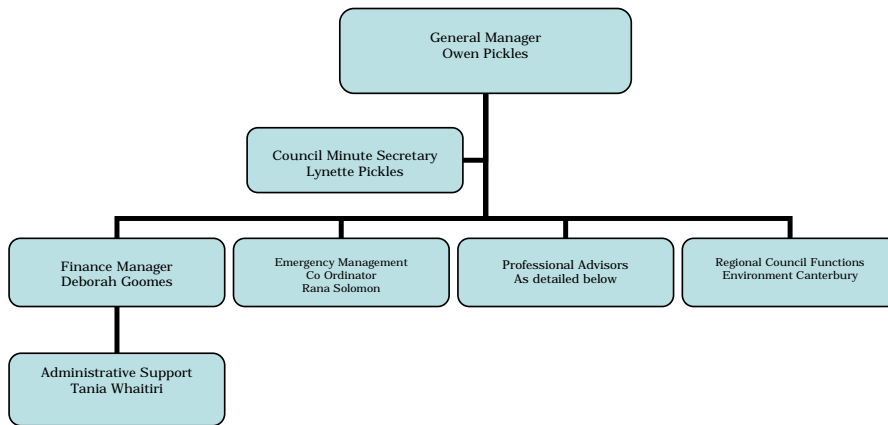 General Manager
Owen Pickles
Council Minute Secretary
Lynette Pickles
Finance Manager
Deborah Goomes
Emergency Management
Co Ordinator
Rana Solomon
Professional Advisors
As detailed below
Regional Council Functions
Environment Canterbury
Administrative Support
Tania Whaitiri